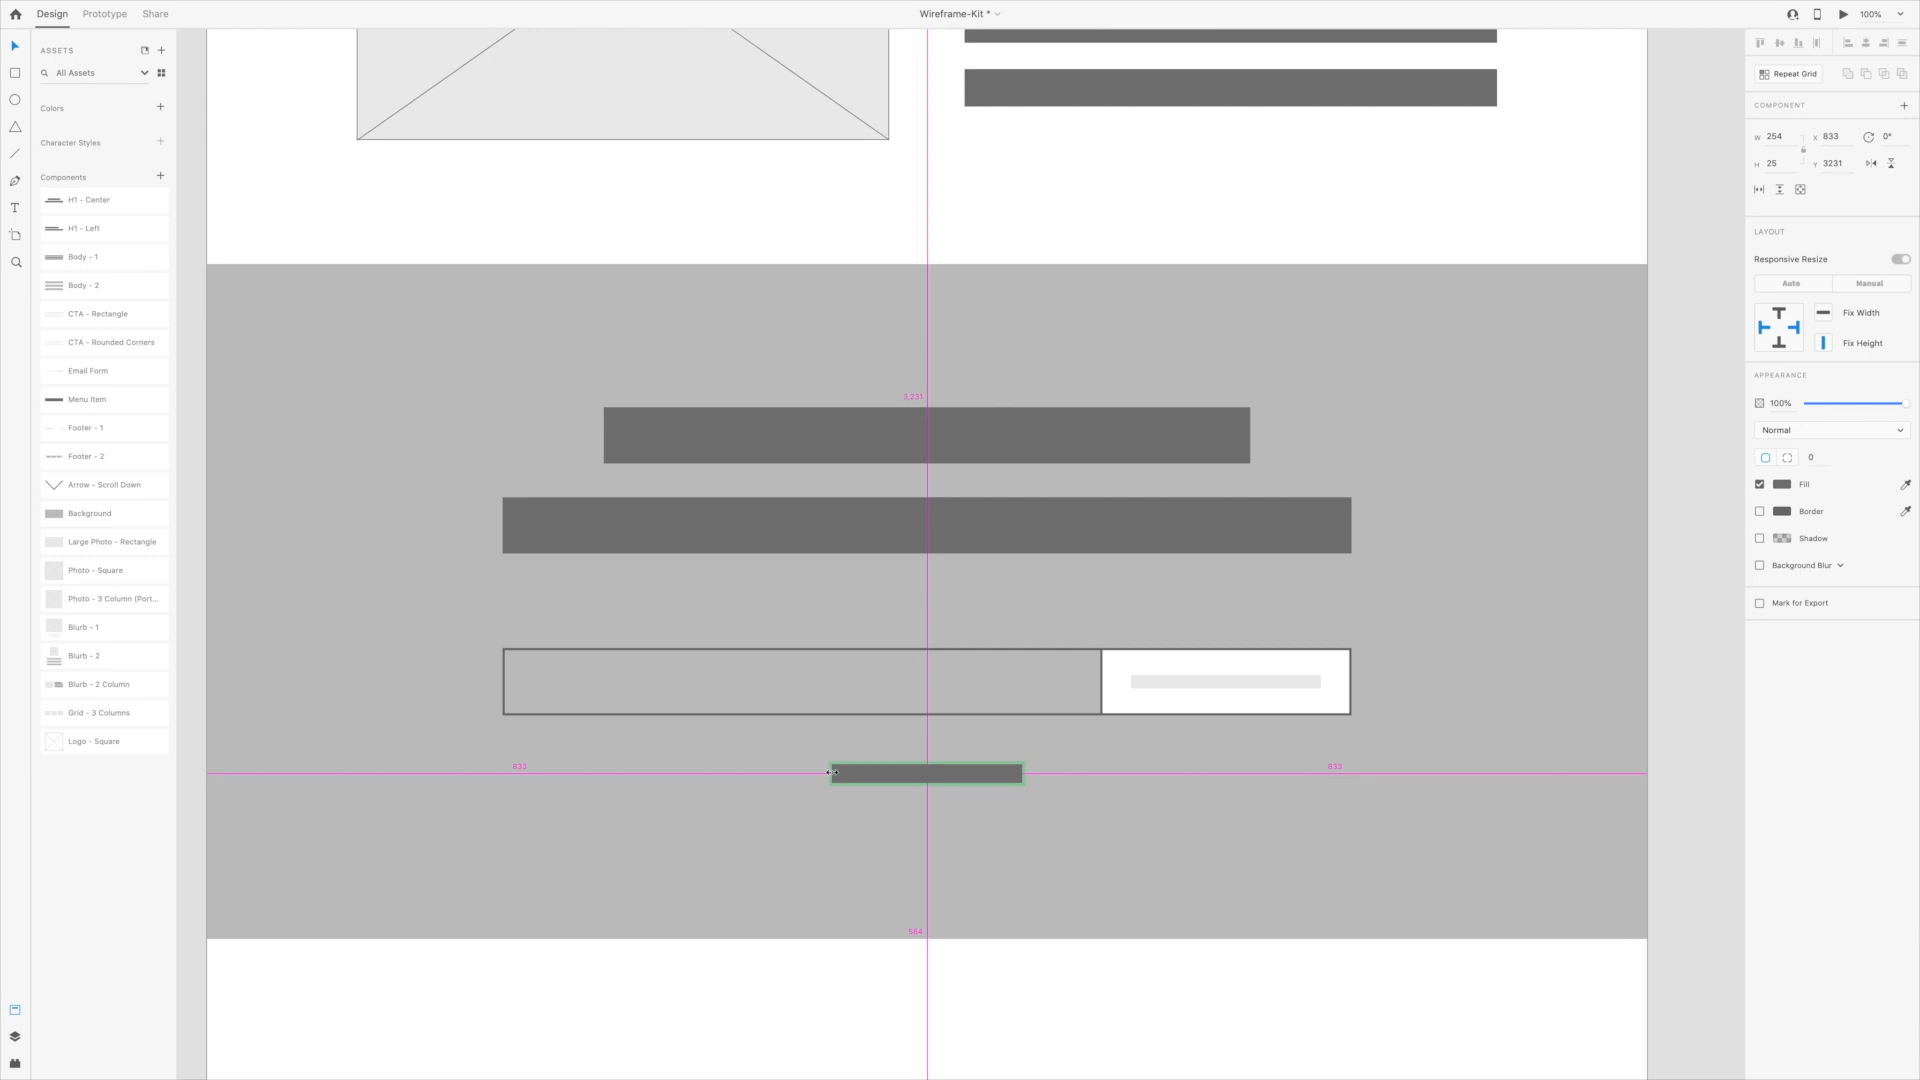 Design Prototype Share
Wireframe-Kit *
100%
ASSETS
All Assets
Colors
Character Styles
Components
H1 - Center
H1 - Left
Body - 1
Body - 2
CTA - Rectangle
CTA - Rounded Corners
Email Form
Menu Item
Footer - 1
Footer - 2
Arrow - Scroll Down
Background
Large Photo - Rectangle
Photo - Square
Photo - 3 Column (Port...
Blurb - 1
Blurb - 2
Blurb - 2 Column
Grid - 3 Columns
Logo - Square
3,231
833
833
564
Repeat Grid
COMPONENT
W 254 X 833 0°
H 25 Y 3231
LAYOUT
Responsive Resize
Auto Manual
Fix Width
Fix Height
APPEARANCE
100%
Normal
0
Fill
Border
Shadow
Background Blur
Mark for Export